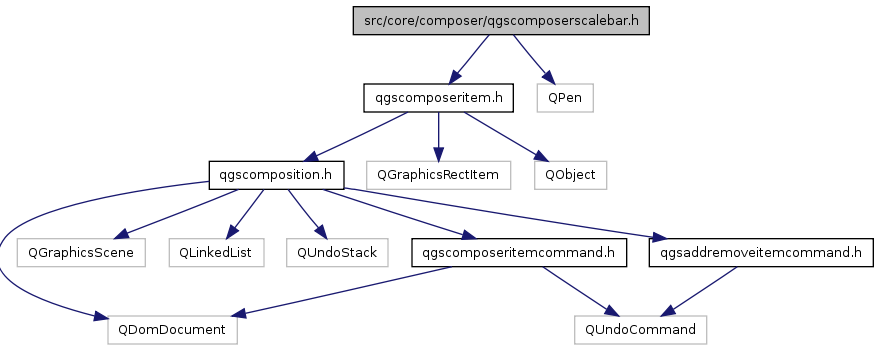 src/core/composer/qgscomposerscalebar.h
qgscomposeritem.h
QPen
qgscomposition.h
QGraphicsRectItem
QObject
QGraphicsScene
QLinkedList
QUndoStack
qgscomposeritemcommand.h
qgsaddremoveitemcommand.h
QDomDocument
QUndoCommand